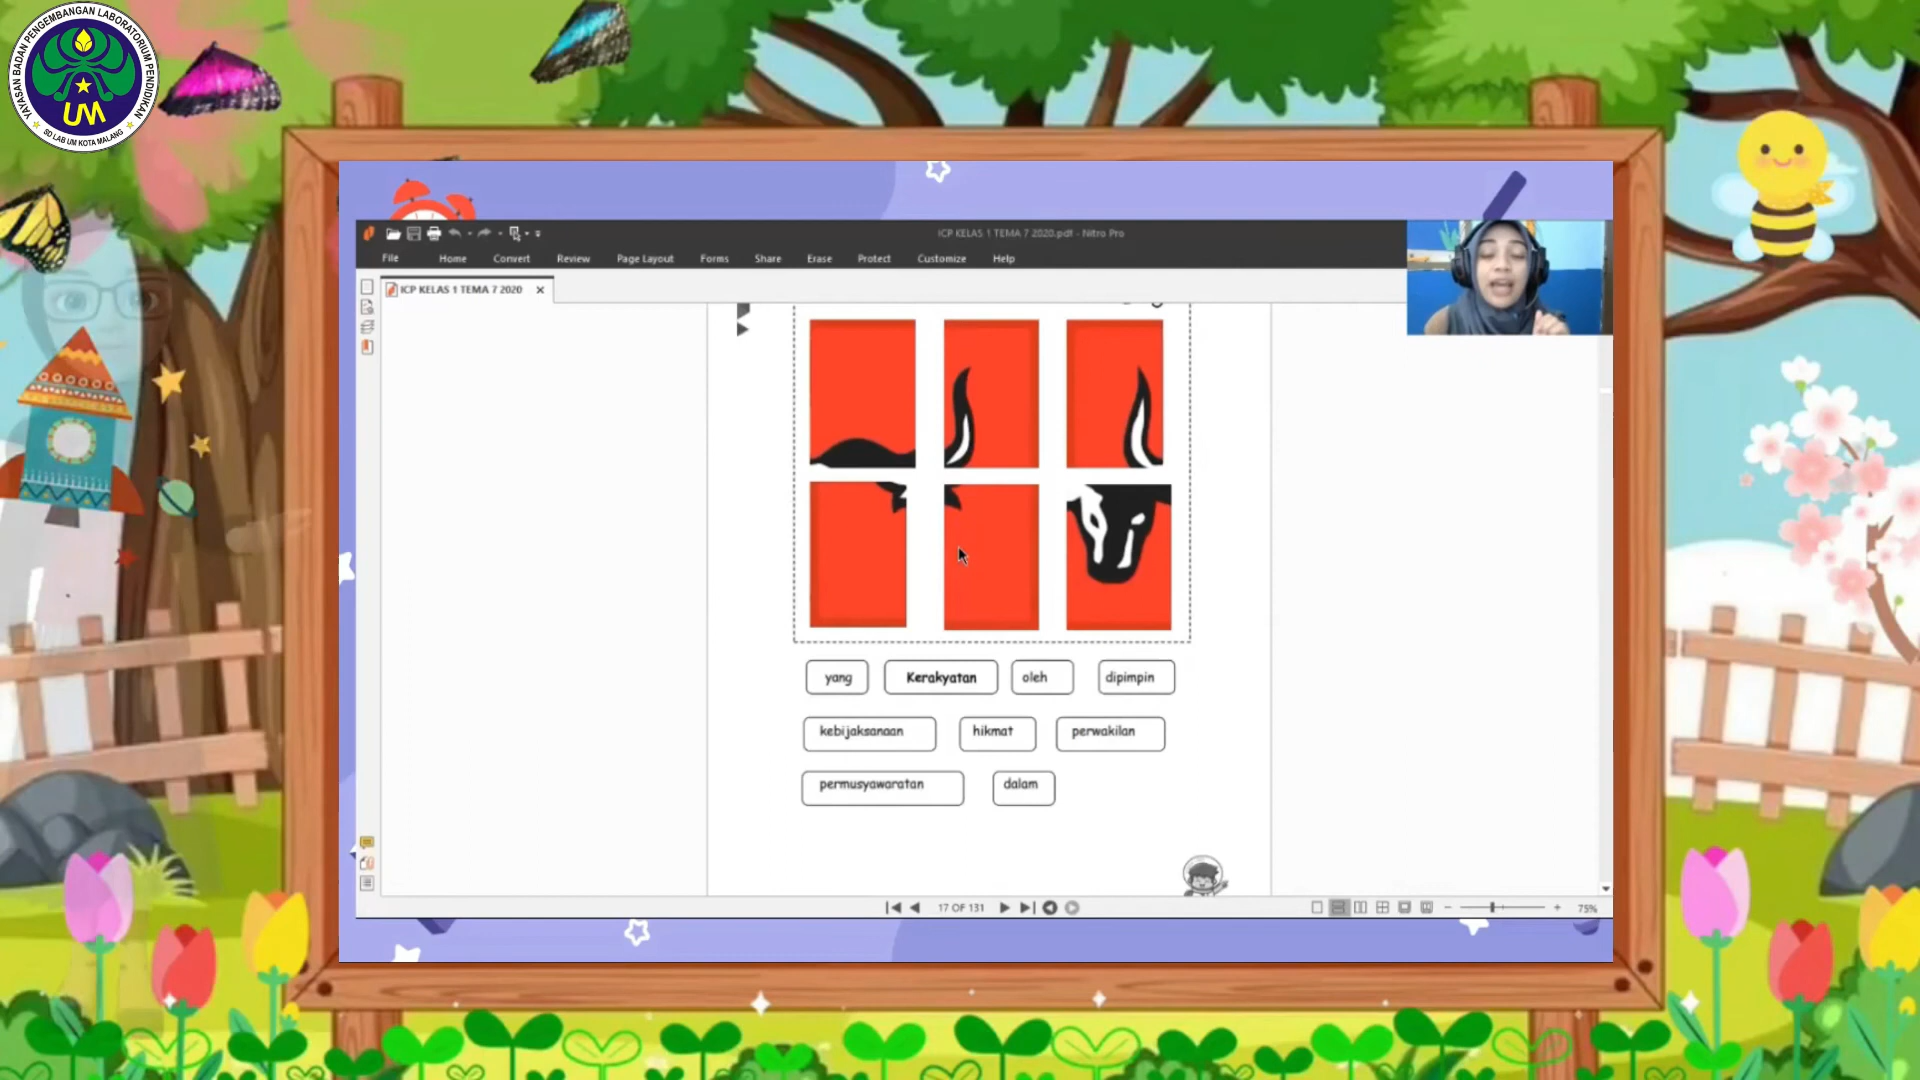 YAYASAN BADAN PENGEMBANGAN LABORATORIUM PENDIDIKAN
UM
SD LAB UM KOTA MALANG
ICP KELAS 1 TEMA 7 2020.pdf - Nitro Pro
File Home Convert Review Page Layout Forms Share Erase Protect Customize Help
ICP KELAS 1 TEMA 7 2020
yang Kerakyatan oleh dipimpin
kebijaksanaan hikmat perwakilan
permusyawaratan dalam
17 OF 131
75%